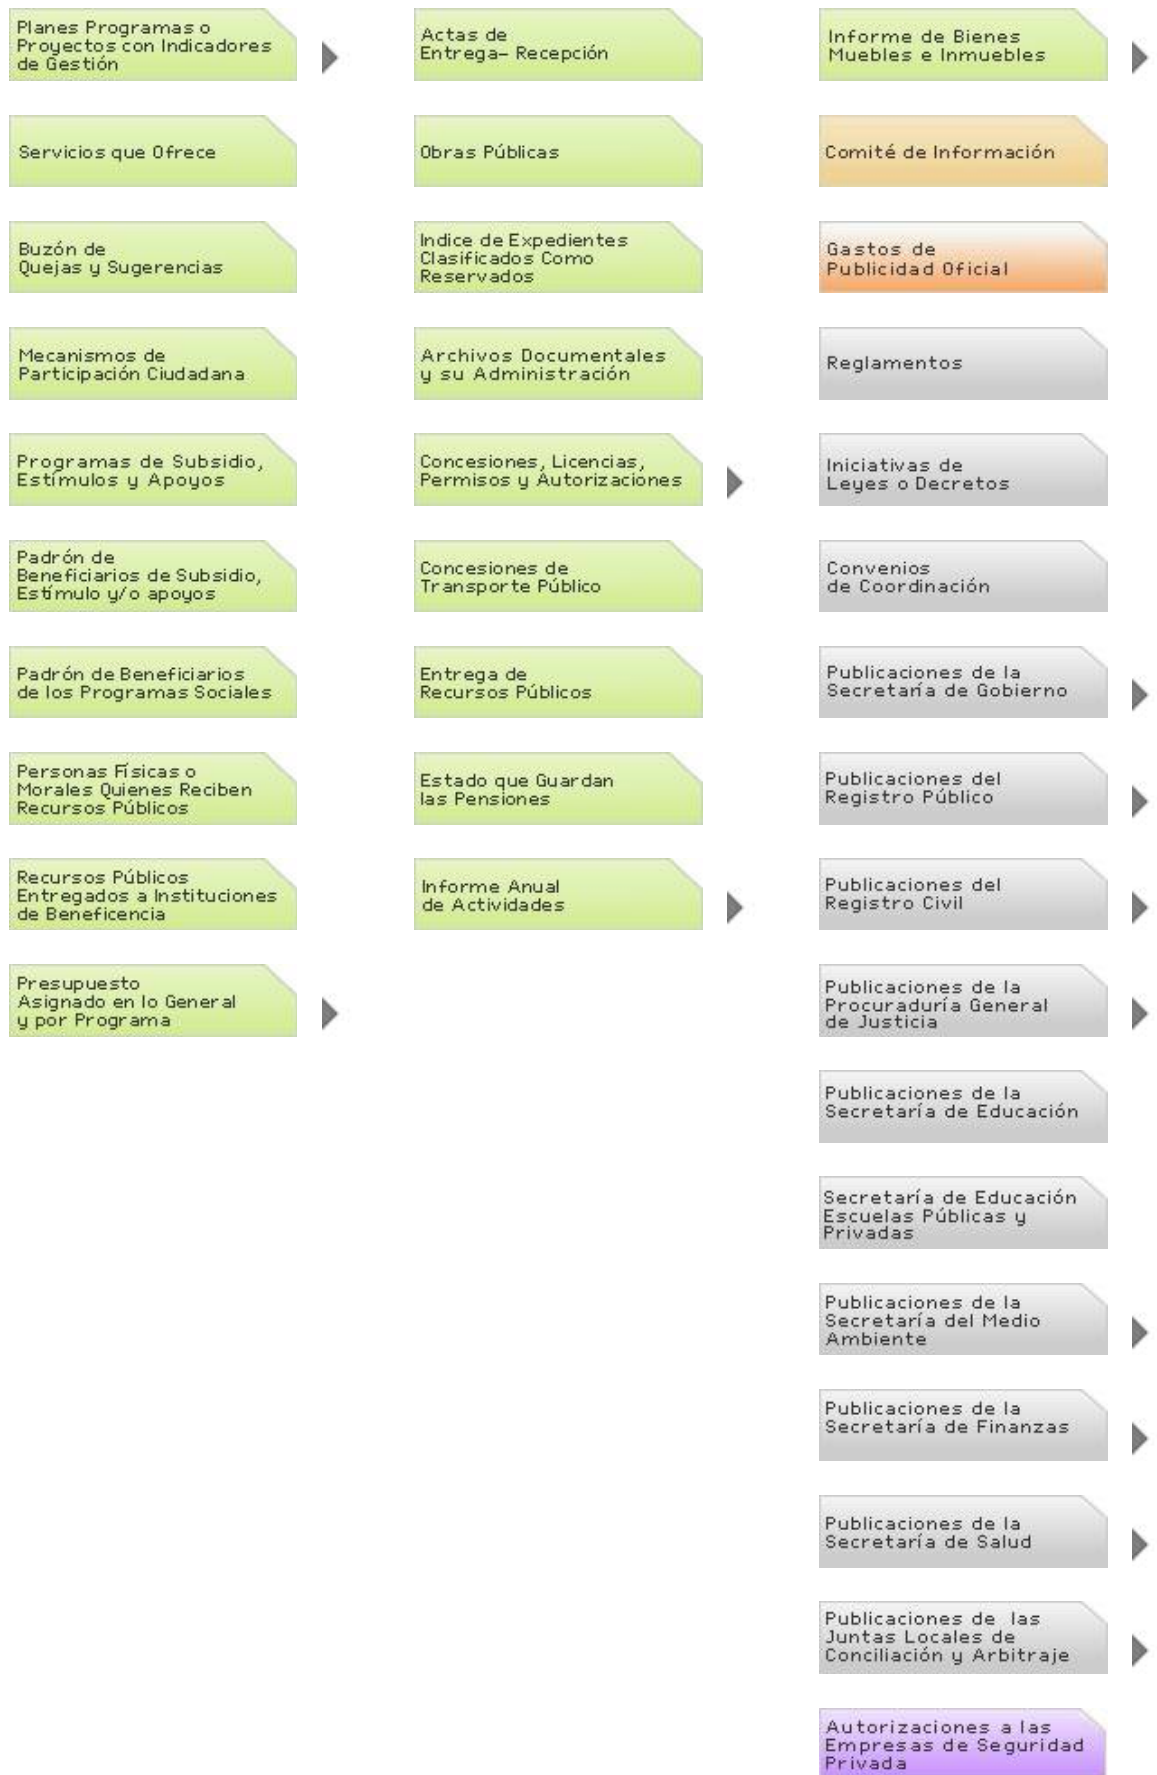 Planes Programas o
Proyectos con Indicadores
de Gestión
Servicios que Ofrece
Buzón de
Quejas y Sugerencias
Mecanismos de
Participación Ciudadana
Programas de Subsidio,
Estímulos y Apoyos
Padrón de
Beneficiarios de Subsidio,
Estímulo y/o apoyos
Padrón de Beneficiarios
de los Programas Sociales
Personas Físicas o
Morales Quienes Reciben
Recursos Públicos
Recursos Públicos
Entregados a Instituciones
de Beneficencia
Presupuesto
Asignado en lo General
y por Programa
Actas de
Entrega- Recepción
Obras Públicas
Indice de Expedientes
Clasificados Como
Reservados
Archivos Documentales
y su Administración
Concesiones, Licencias,
Permisos y Autorizaciones
Concesiones de
Transporte Público
Entrega de
Recursos Públicos
Estado que Guardan
las Pensiones
Informe Anual
de Actividades
Informe de Bienes
Muebles e Inmuebles
Comité de Información
Gastos de
Publicidad Oficial
Reglamentos
Iniciativas de
Leyes o Decretos
Convenios
de Coordinación
Publicaciones de la
Secretaría de Gobierno
Publicaciones del
Registro Público
Publicaciones del
Registro Civil
Publicaciones de la
Procuraduría General
de Justicia
Publicaciones de la
Secretaría de Educación
Secretaría de Educación
Escuelas Públicas y
Privadas
Publicaciones de la
Secretaría del Medio
Ambiente
Publicaciones de la
Secretaría de Finanzas
Publicaciones de la
Secretaría de Salud
Publicaciones de las
Juntas Locales de
Conciliación y Arbitraje
Autorizaciones a las
Empresas de Seguridad
Privada